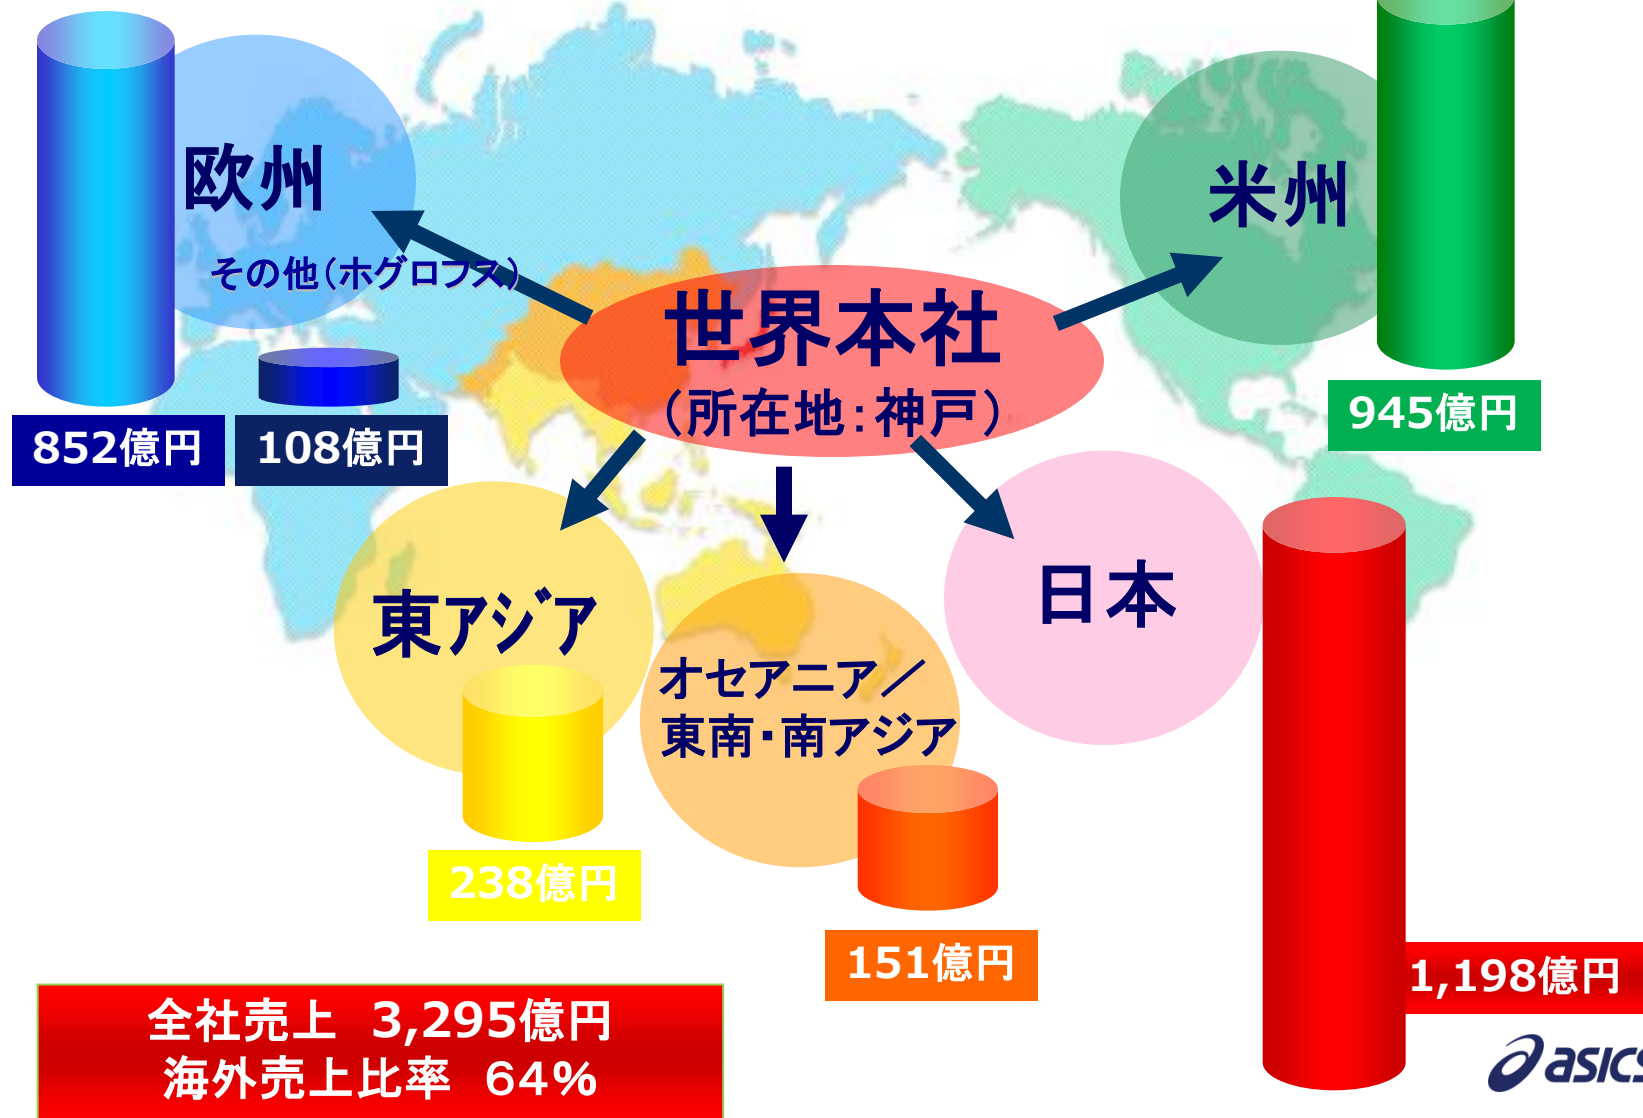 欧州
その他（ホグロフス）
852億円
108億円
米州
945億円
世界本社
（所在地：神戸）
東アジア
238億円
オセアニア／
東南・南アジア
151億円
日本
1,198億円
全社売上　3,295億円
海外売上比率　64%
asics